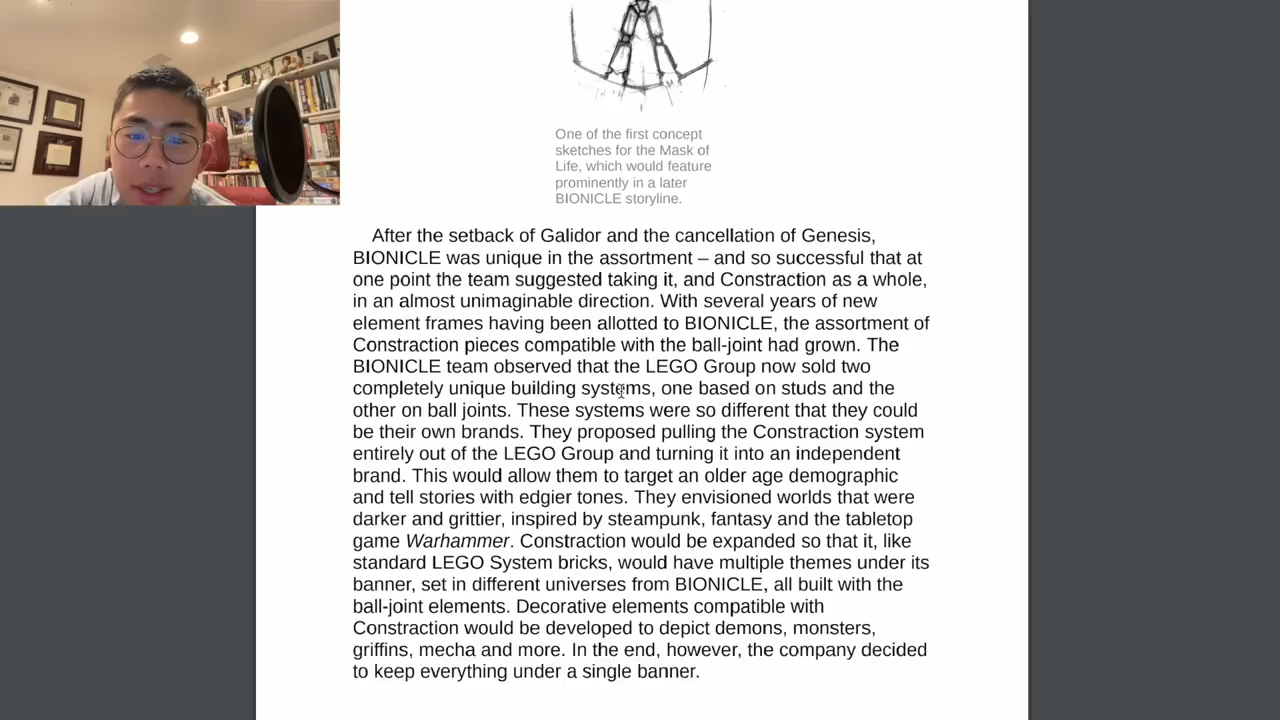 One of the first concept
sketches for the Mask of
Life, which would feature
prominently in a later
BIONICLE storyline.
After the setback of Galidor and the cancellation of Genesis,
BIONICLE was unique in the assortment – and so successful that at
one point the team suggested taking it, and Constraction as a whole,
in an almost unimaginable direction. With several years of new
element frames having been allotted to BIONICLE, the assortment of
Constraction pieces compatible with the ball-joint had grown. The
BIONICLE team observed that the LEGO Group now sold two
completely unique building systems, one based on studs and the
other on ball joints. These systems were so different that they could
be their own brands. They proposed pulling the Constraction system
entirely out of the LEGO Group and turning it into an independent
brand. This would allow them to target an older age demographic
and tell stories with edgier tones. They envisioned worlds that were
darker and grittier, inspired by steampunk, fantasy and the tabletop
game Warhammer. Constraction would be expanded so that it, like
standard LEGO System bricks, would have multiple themes under its
banner, set in different universes from BIONICLE, all built with the
ball-joint elements. Decorative elements compatible with
Constraction would be developed to depict demons, monsters,
griffins, mecha and more. In the end, however, the company decided
to keep everything under a single banner.